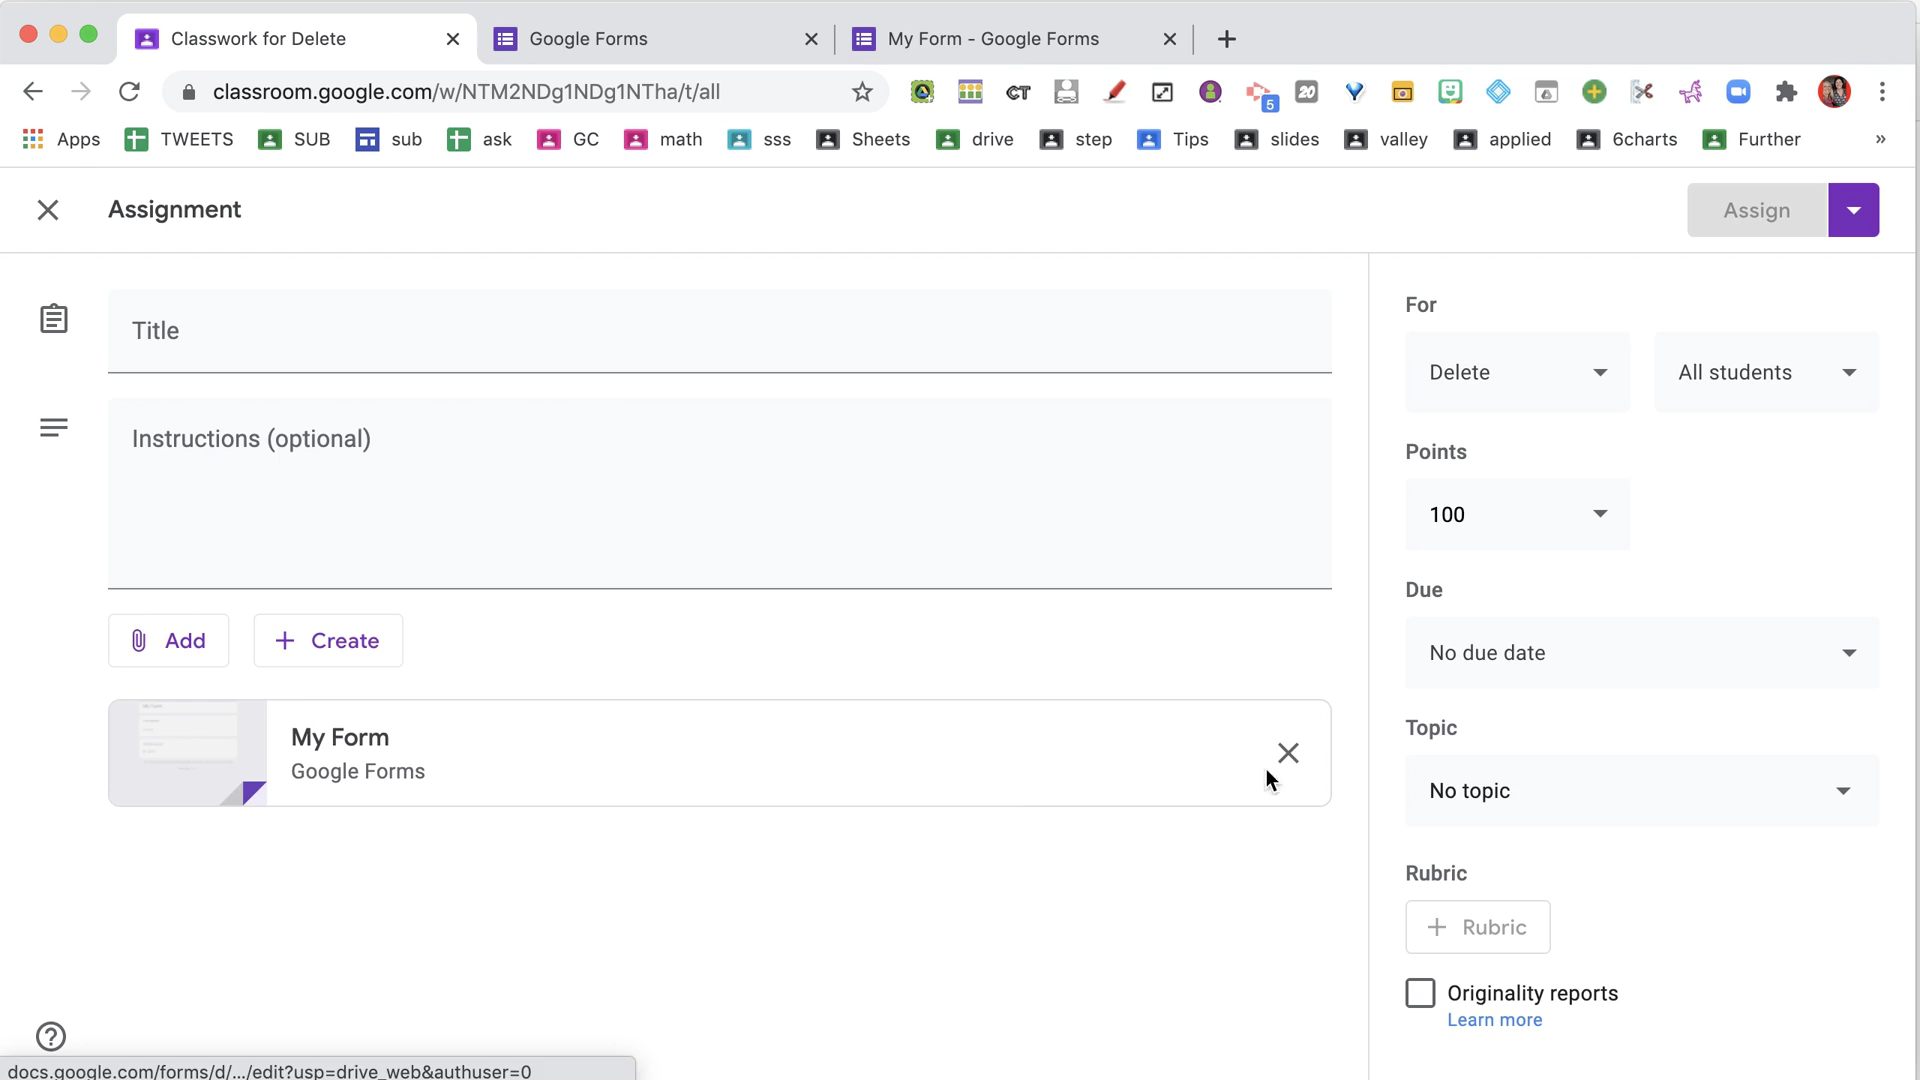 Classwork for Delete
Google Forms
My Form - Google Forms
classroom.google.com/w/NTM2NDg1NDg1NTha/t/all
CT
5
20
Apps
TWEETS
SUB
sub
ask
GC
math
sss
Sheets
drive
step
Tips
slides
valley
applied
6charts
Further
»
Assignment
Assign
Title
Instructions (optional)
Add
Create
My Form
Google Forms
For
Delete
All students
Points
100
Due
No due date
Topic
No topic
Rubric
+ Rubric
Originality reports
Learn more
docs.google.com/forms/d/.../edit?usp=drive_web&authuser=0